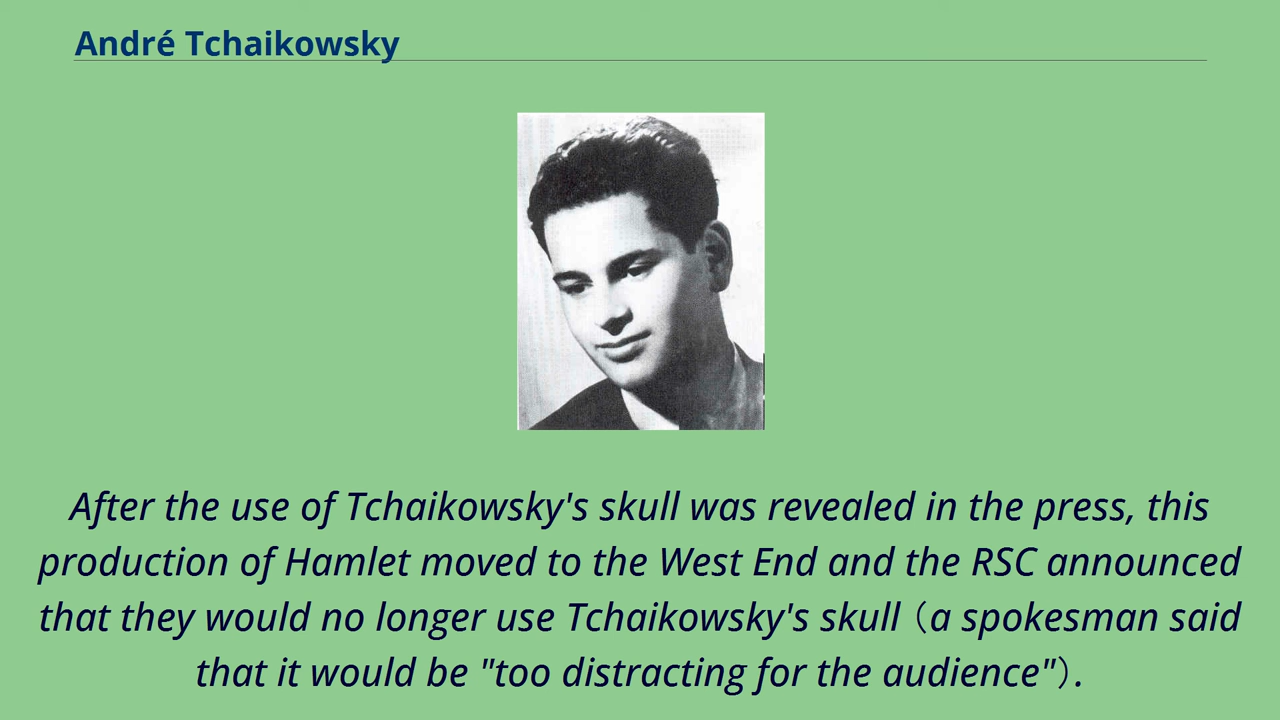 André Tchaikowsky
After the use of Tchaikowsky's skull was revealed in the press, this
production of Hamlet moved to the West End and the RSC announced
that they would no longer use Tchaikowsky's skull（a spokesman said
that it would be "too distracting for the audience"）.